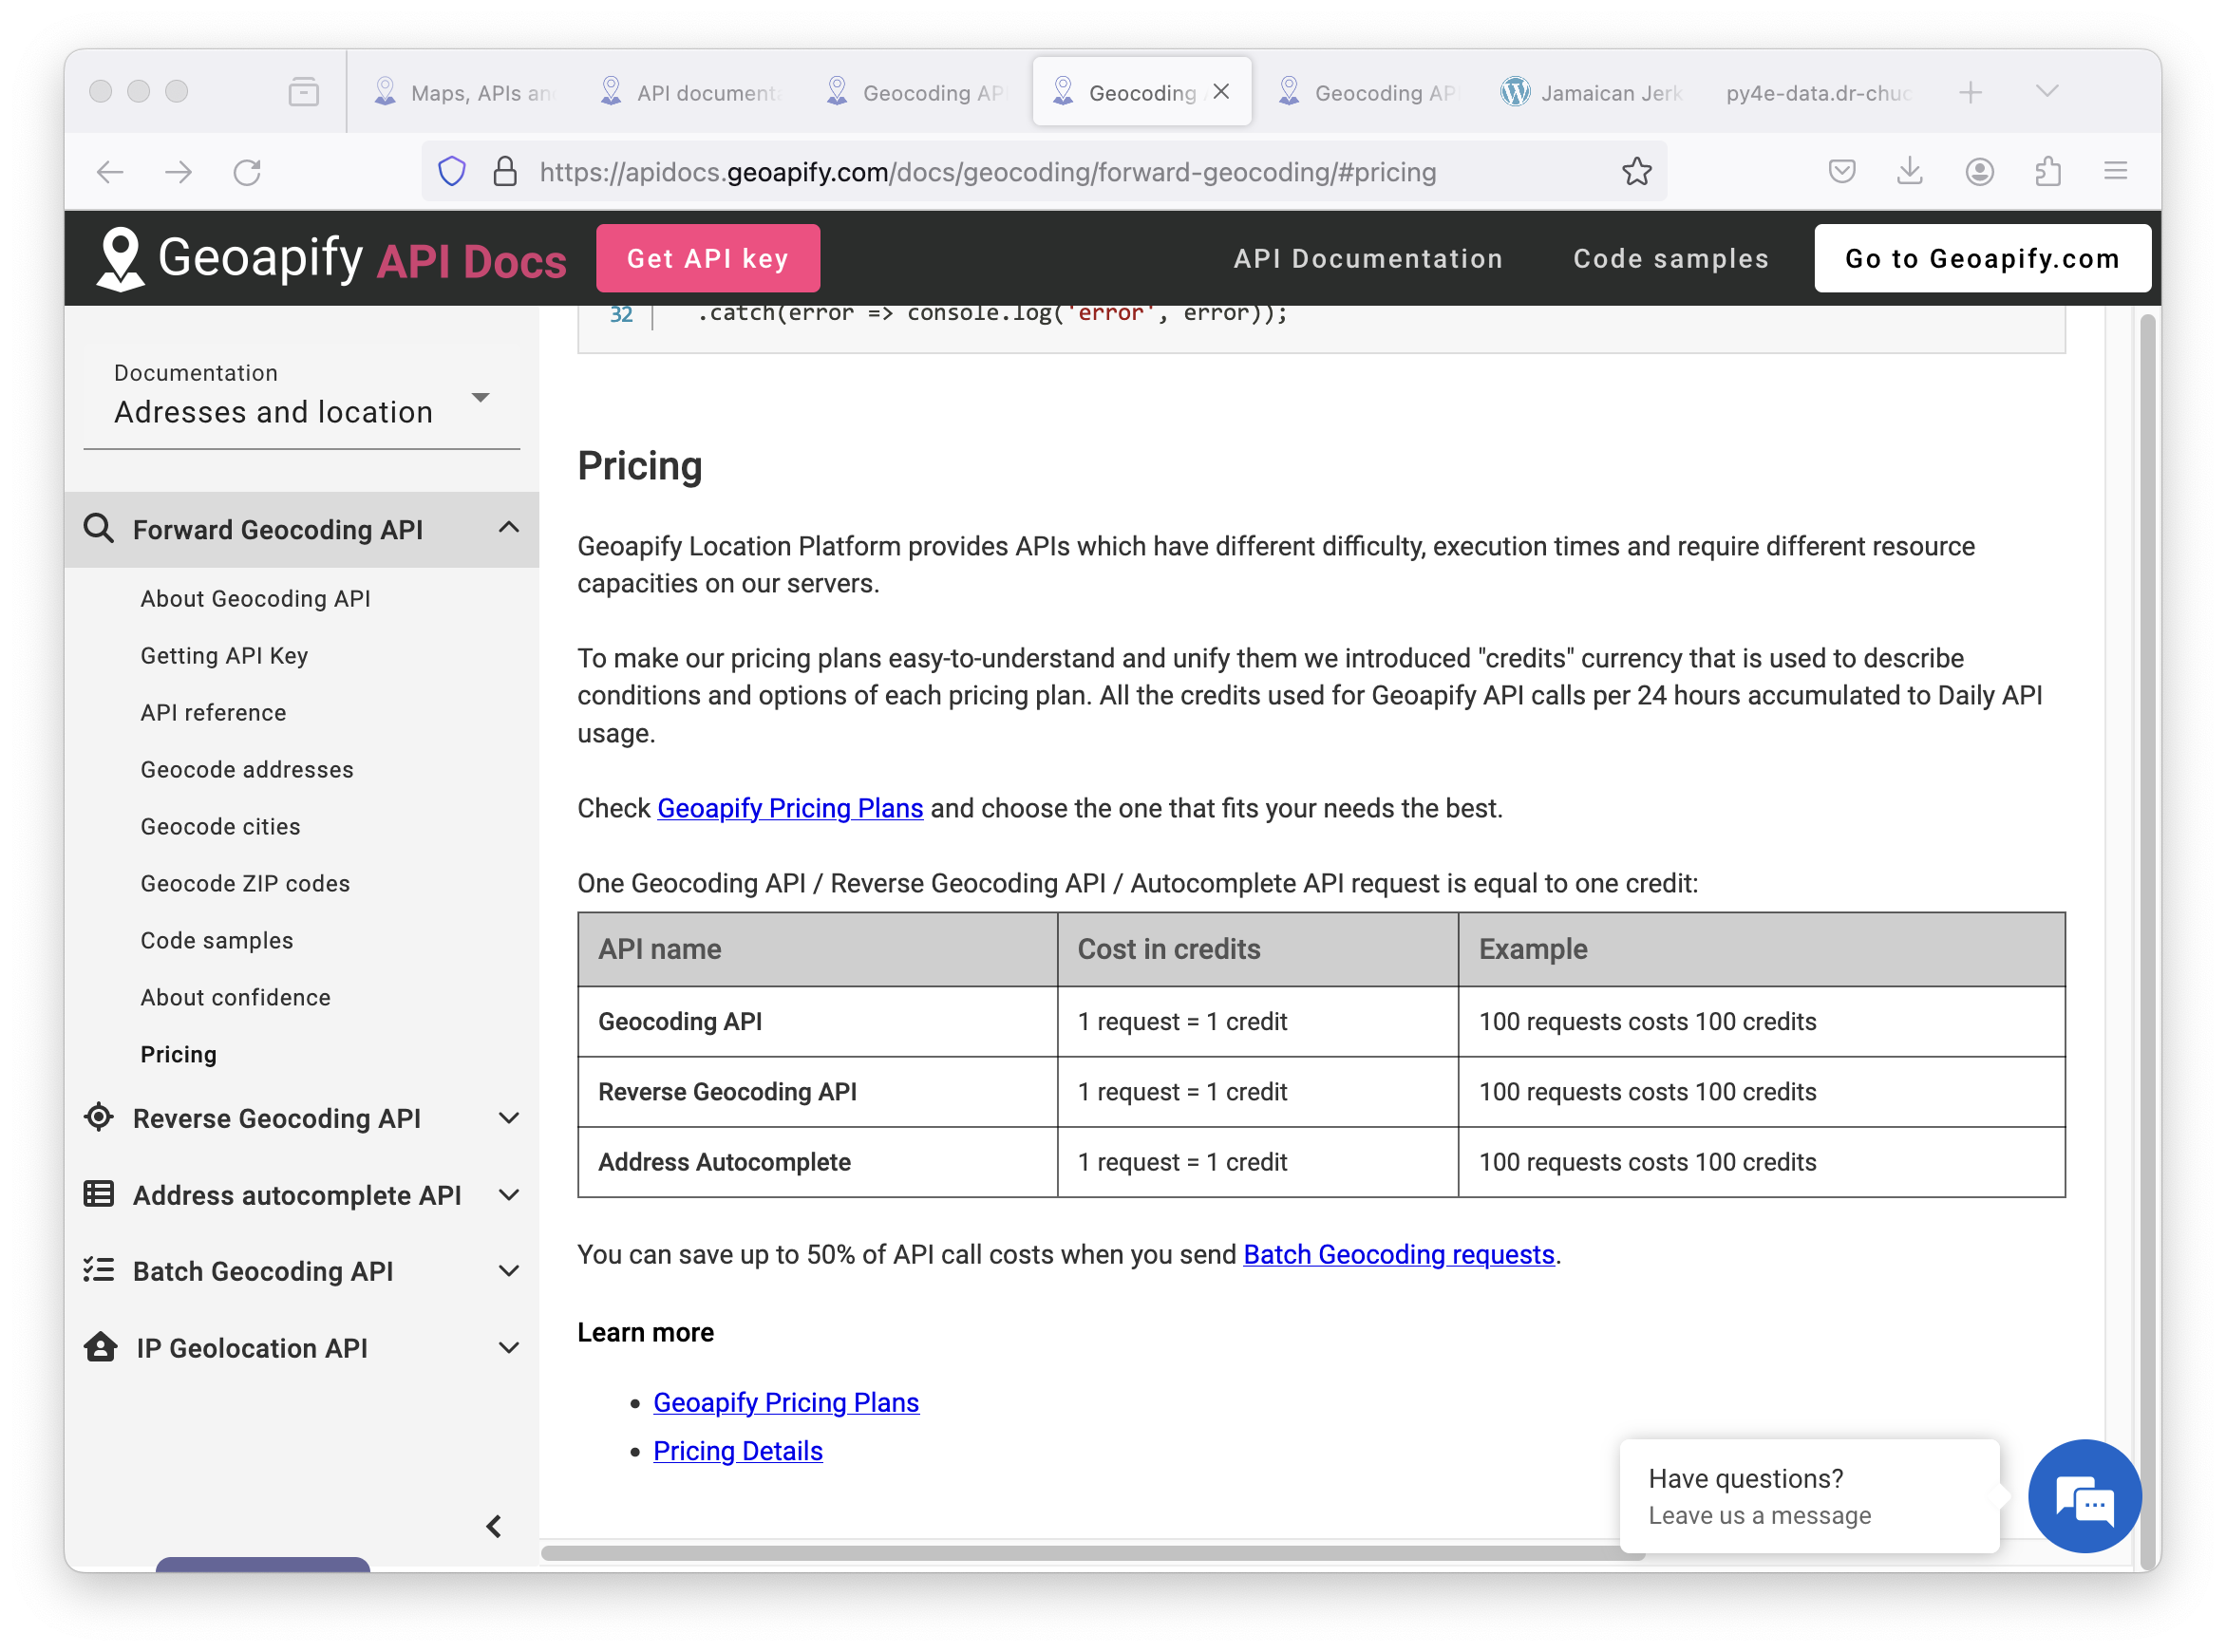 Maps, APIs an
API documenta
Geocoding AP
Geocoding
Geocoding AP
Jamaican Jerk
py4e-data.dr-chuc
https://apidocs.geoapify.com/docs/geocoding/forward-geocoding/#pricing
Geoapify API Docs
Get API key
API Documentation
Code samples
Go to Geoapify.com
Documentation
Adresses and location
Forward Geocoding API
About Geocoding API
Getting API Key
API reference
Geocode addresses
Geocode cities
Geocode ZIP codes
Code samples
About confidence
Pricing
Reverse Geocoding API
Address autocomplete API
Batch Geocoding API
IP Geolocation API
32 .catch(error => console.log('error', error));
Pricing
Geoapify Location Platform provides APIs which have different difficulty, execution times and require different resource
capacities on our servers.
To make our pricing plans easy-to-understand and unify them we introduced "credits" currency that is used to describe
conditions and options of each pricing plan. All the credits used for Geoapify API calls per 24 hours accumulated to Daily API
usage.
Check Geoapify Pricing Plans and choose the one that fits your needs the best.
One Geocoding API / Reverse Geocoding API / Autocomplete API request is equal to one credit:
API name Cost in credits Example
Geocoding API 1 request = 1 credit 100 requests costs 100 credits
Reverse Geocoding API 1 request = 1 credit 100 requests costs 100 credits
Address Autocomplete 1 request = 1 credit 100 requests costs 100 credits
You can save up to 50% of API call costs when you send Batch Geocoding requests.
Learn more
• Geoapify Pricing Plans
• Pricing Details
Have questions?
Leave us a message